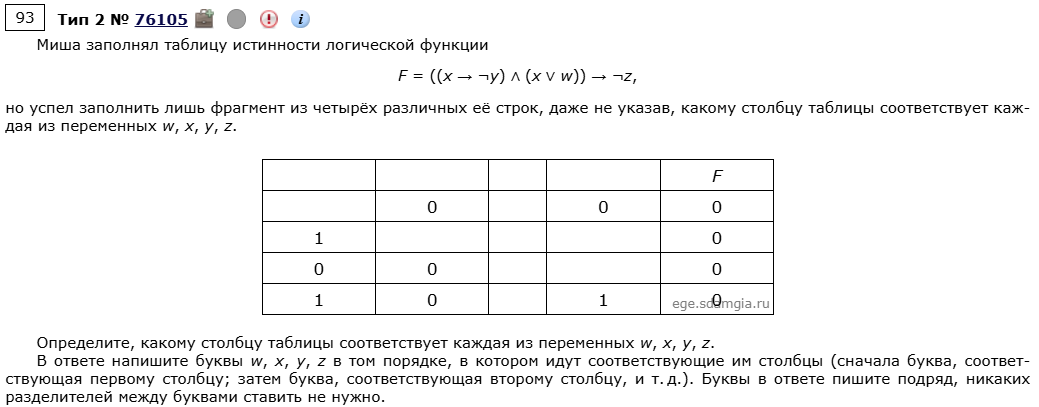 93 Тип 2 № 76105
Миша заполнял таблицу истинности логической функции
F = ((x → ¬y) ∧ (x ∨ w)) → ¬z,
но успел заполнить лишь фрагмент из четырёх различных её строк, даже не указав, какому столбцу таблицы соответствует каж-
дая из переменных w, x, y, z.
F
0 0 0
1 0
0 0 0
1 0 1 0
ege.sdamgia.ru
Определите, какому столбцу таблицы соответствует каждая из переменных w, x, y, z.
В ответе напишите буквы w, x, y, z в том порядке, в котором идут соответствующие им столбцы (сначала буква, соответ-
ствующая первому столбцу; затем буква, соответствующая второму столбцу, и т. д.). Буквы в ответе пишите подряд, никаких
разделителей между буквами ставить не нужно.